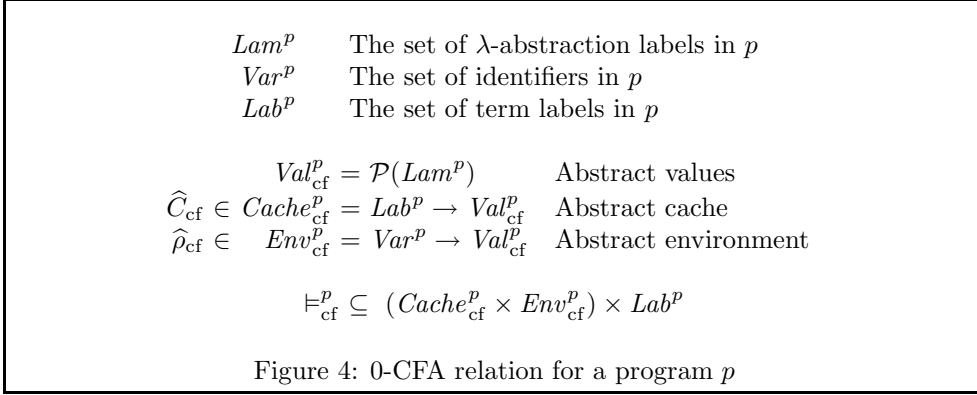 Lam^p The set of λ-abstraction labels in p
Var^p The set of identifiers in p
Lab^p The set of term labels in p
Val^p_cf = 𝒫(Lam^p) Abstract values
Ĉ_cf ∈ Cache^p_cf = Lab^p → Val^p_cf Abstract cache
ρ̂_cf ∈ Env^p_cf = Var^p → Val^p_cf Abstract environment
⊨^p_cf ⊆ (Cache^p_cf × Env^p_cf) × Lab^p
Figure 4: 0-CFA relation for a program p